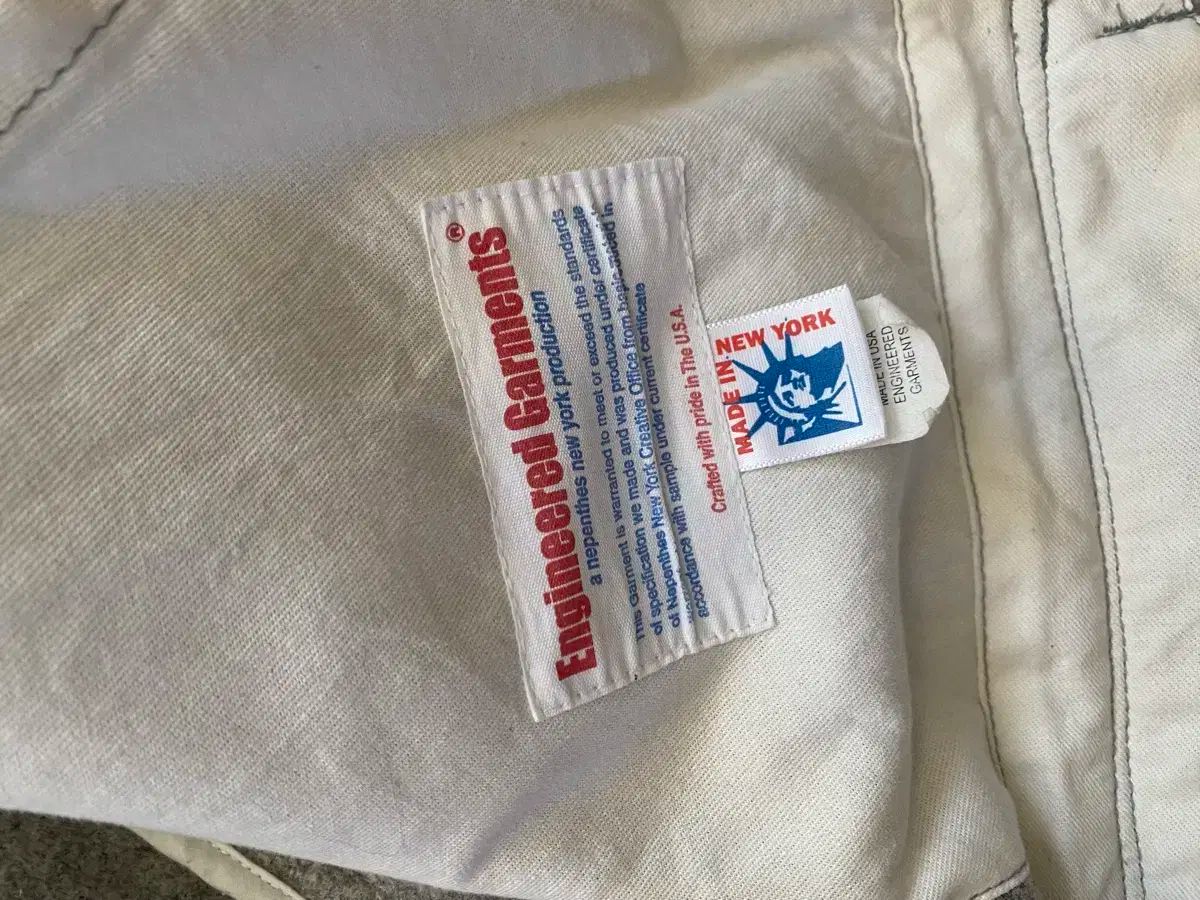 Engineered Garments®
a nepenthes new york production
This Garment is warranted to meet or exceed the standards
of specification we made and was produced under certificate
of Nepenthes New York Creative Office from
accordance with sample under current certificate
Crafted with pride in The U.S.A.
MADE IN NEW YORK
MADE IN USA
ENGINEERED
GARMENTS